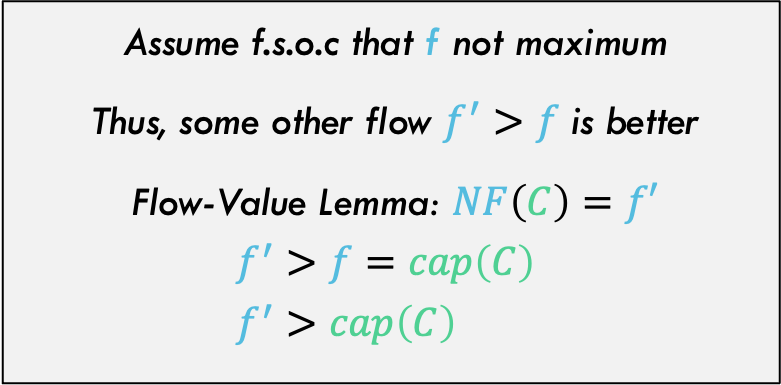 Assume f.s.o.c that f not maximum
Thus, some other flow f′ > f is better
Flow-Value Lemma: NF(C) = f′
f′ > f = cap(C)
f′ > cap(C)